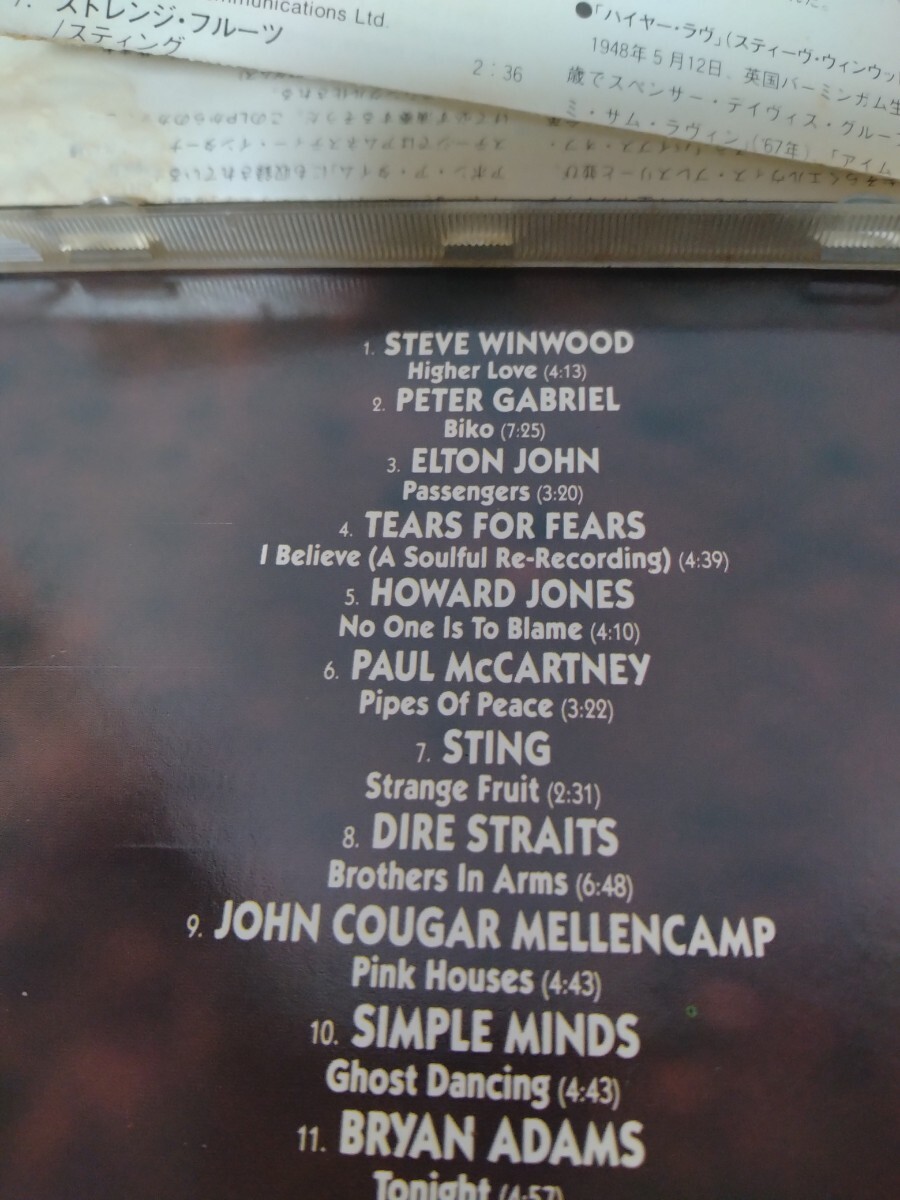 7. ストレンジ・フルーツ
/スティング
2:36
Communications Ltd.
●「ハイヤー・ラヴ」(スティーヴ・ウィンウッド
1948年5月12日、英国バーミンガム生
歳でスペンサー・デイヴィス・グルー
ミ・サム・ラヴィン」('67年)、「アイム
1. STEVE WINWOOD
Higher Love (4:13)
2. PETER GABRIEL
Biko (7:25)
3. ELTON JOHN
Passengers (3:20)
4. TEARS FOR FEARS
I Believe (A Soulful Re-Recording) (4:39)
5. HOWARD JONES
No One Is To Blame (4:10)
6. PAUL McCARTNEY
Pipes Of Peace (3:22)
7. STING
Strange Fruit (2:31)
8. DIRE STRAITS
Brothers In Arms (6:48)
9. JOHN COUGAR MELLENCAMP
Pink Houses (4:43)
10. SIMPLE MINDS
Ghost Dancing (4:43)
11. BRYAN ADAMS
Tonight (4:57)